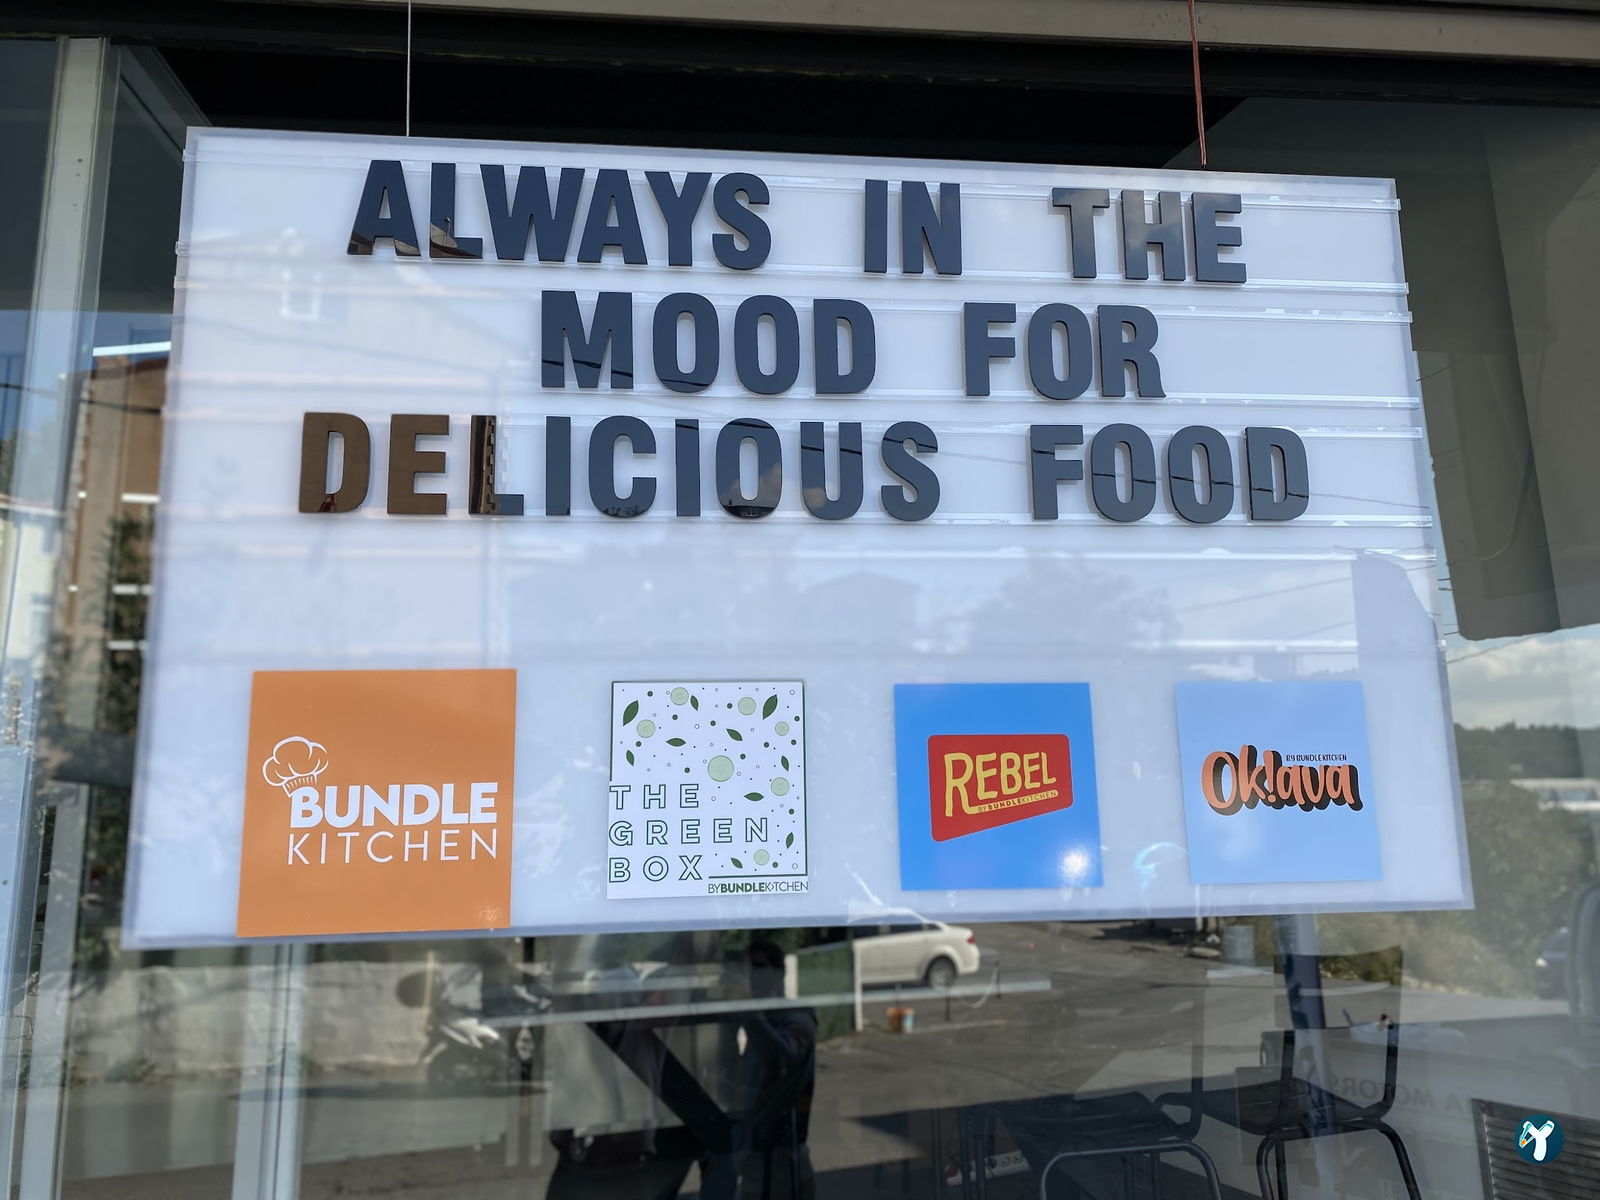 ALWAYS IN THE
MOOD FOR
DELICIOUS FOOD
BUNDLE
KITCHEN
THE
GREEN
BOX
BY BUNDLE KITCHEN
REBEL
BY BUNDLE KITCHEN
BY BUNDLE KITCHEN
Ok!ava